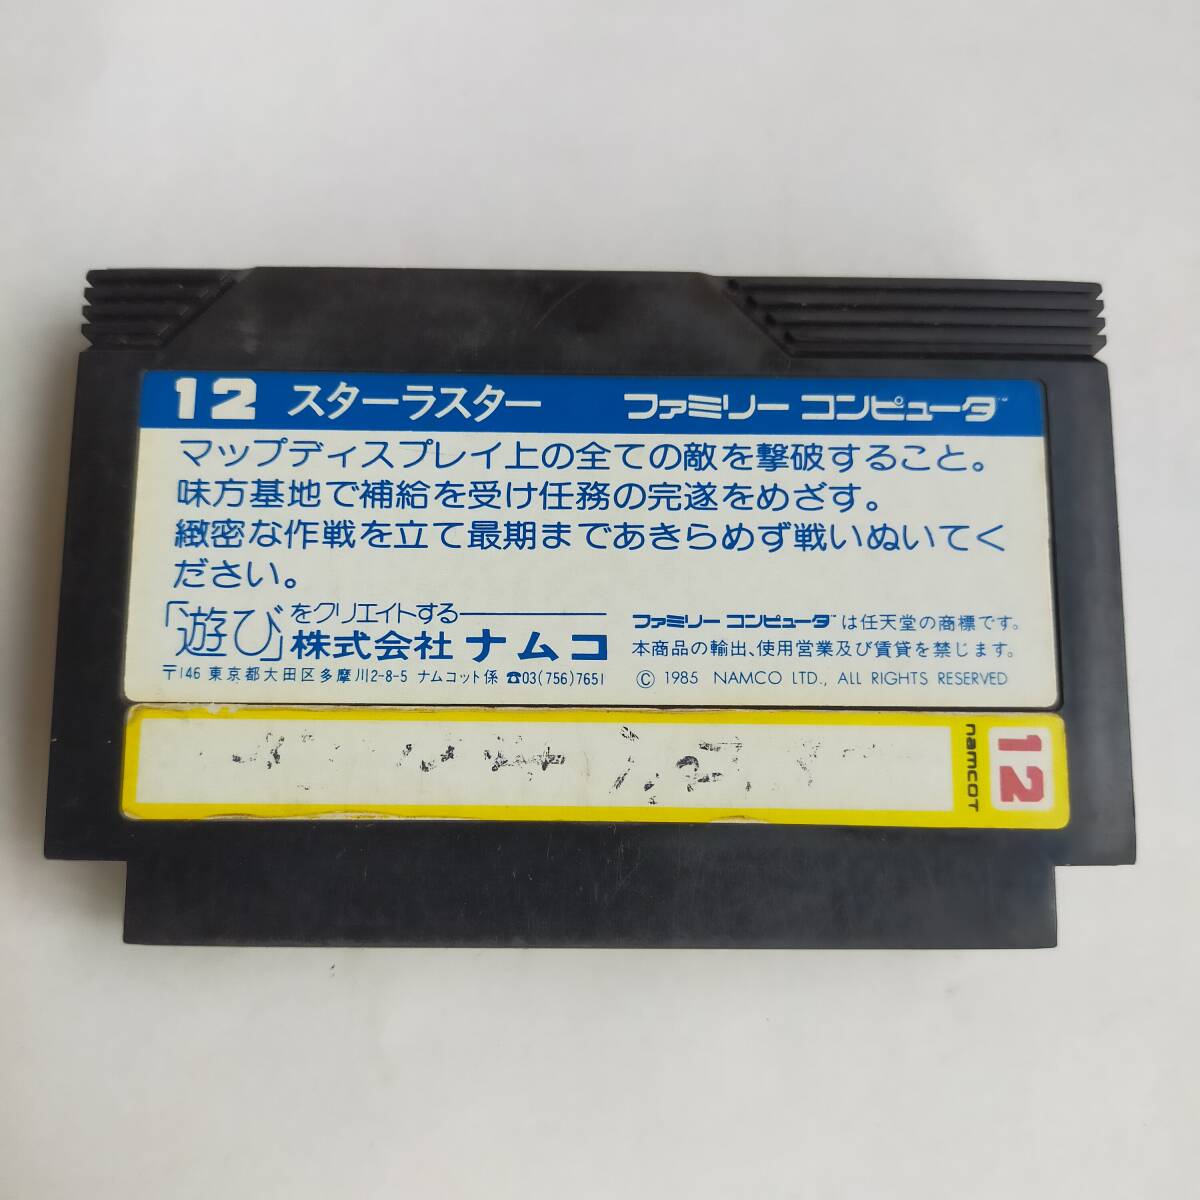 12 スターラスター ファミリー コンピュータ™
マップディスプレイ上の全ての敵を撃破すること。
味方基地で補給を受け任務の完遂をめざす。
緻密な作戦を立て最期まであきらめず戦いぬいてく
ださい。
「遊び」をクリエイトする
株式会社 ナムコ
〒146 東京都大田区多摩川2-8-5 ナムコット係 ☎03(756)7651
ファミリー コンピュータ™は任天堂の商標です。
本商品の輸出、使用営業及び賃貸を禁じます。
© 1985 NAMCO LTD., ALL RIGHTS RESERVED
12
namcot